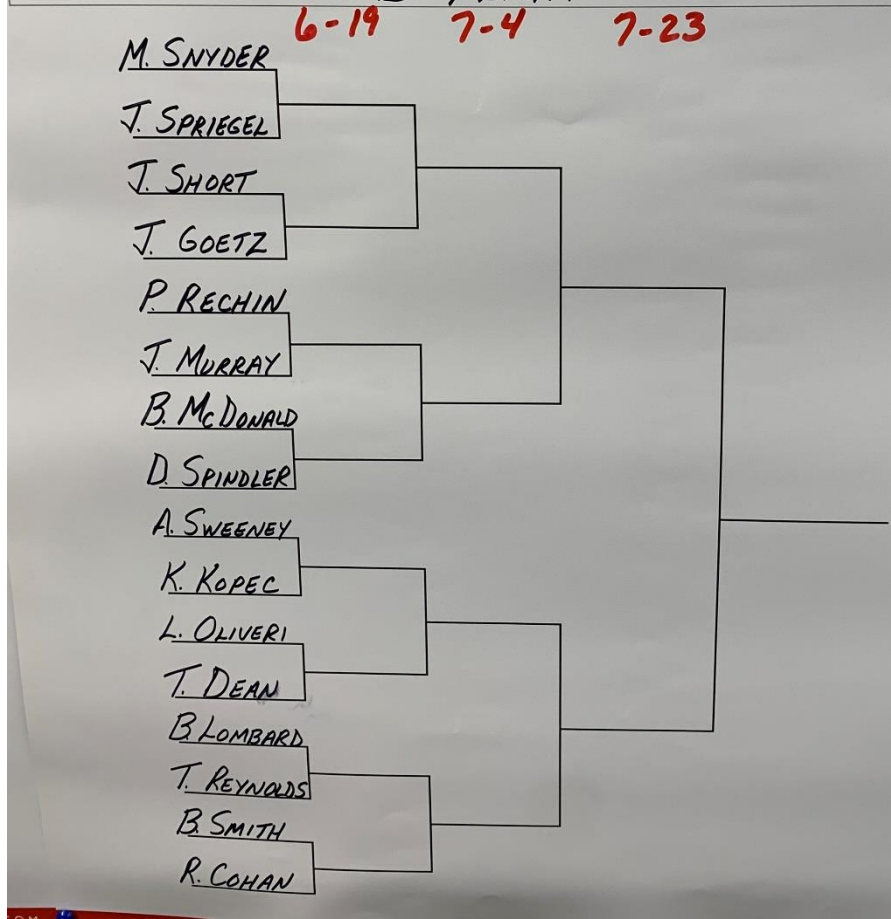 6-19 7-4 7-23
M. SNYDER
J. SPRIEGEL
J. SHORT
J. GOETZ
P. RECHIN
J. MURRAY
B. McDONALD
D. SPINDLER
A. SWEENEY
K. KOPEC
L. OLIVERI
T. DEAN
B. LOMBARD
T. REYNOLDS
B. SMITH
R. COHAN